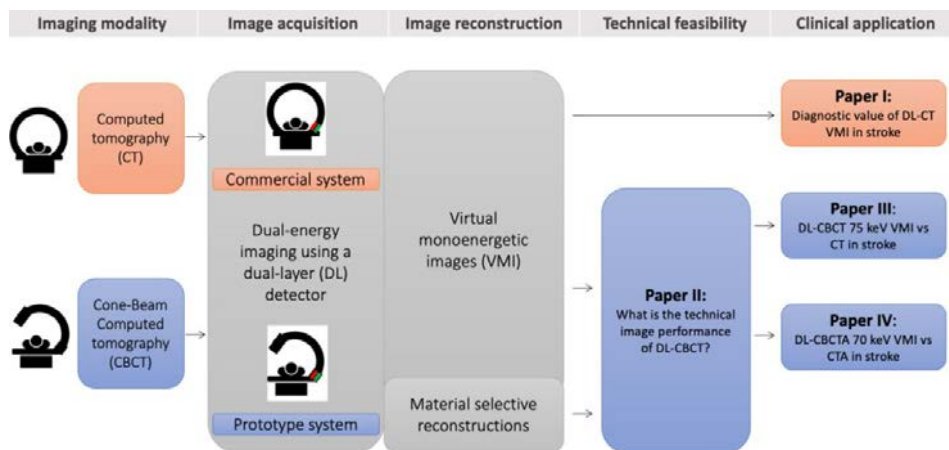 Imaging modality
Image acquisition
Image reconstruction
Technical feasibility
Clinical application
Computed
tomography
(CT)
Commercial system
Dual-energy
imaging using a
dual-layer (DL)
detector
Cone-Beam
Computed
tomography
(CBCT)
Prototype system
Virtual
monoenergetic
images (VMI)
Material selective
reconstructions
Paper II:
What is the technical
image performance
of DL-CBCT?
Paper I:
Diagnostic value of DL-CT
VMI in stroke
Paper III:
DL-CBCT 75 keV VMI vs
CT in stroke
Paper IV:
DL-CBCTA 70 keV VMI vs
CTA in stroke